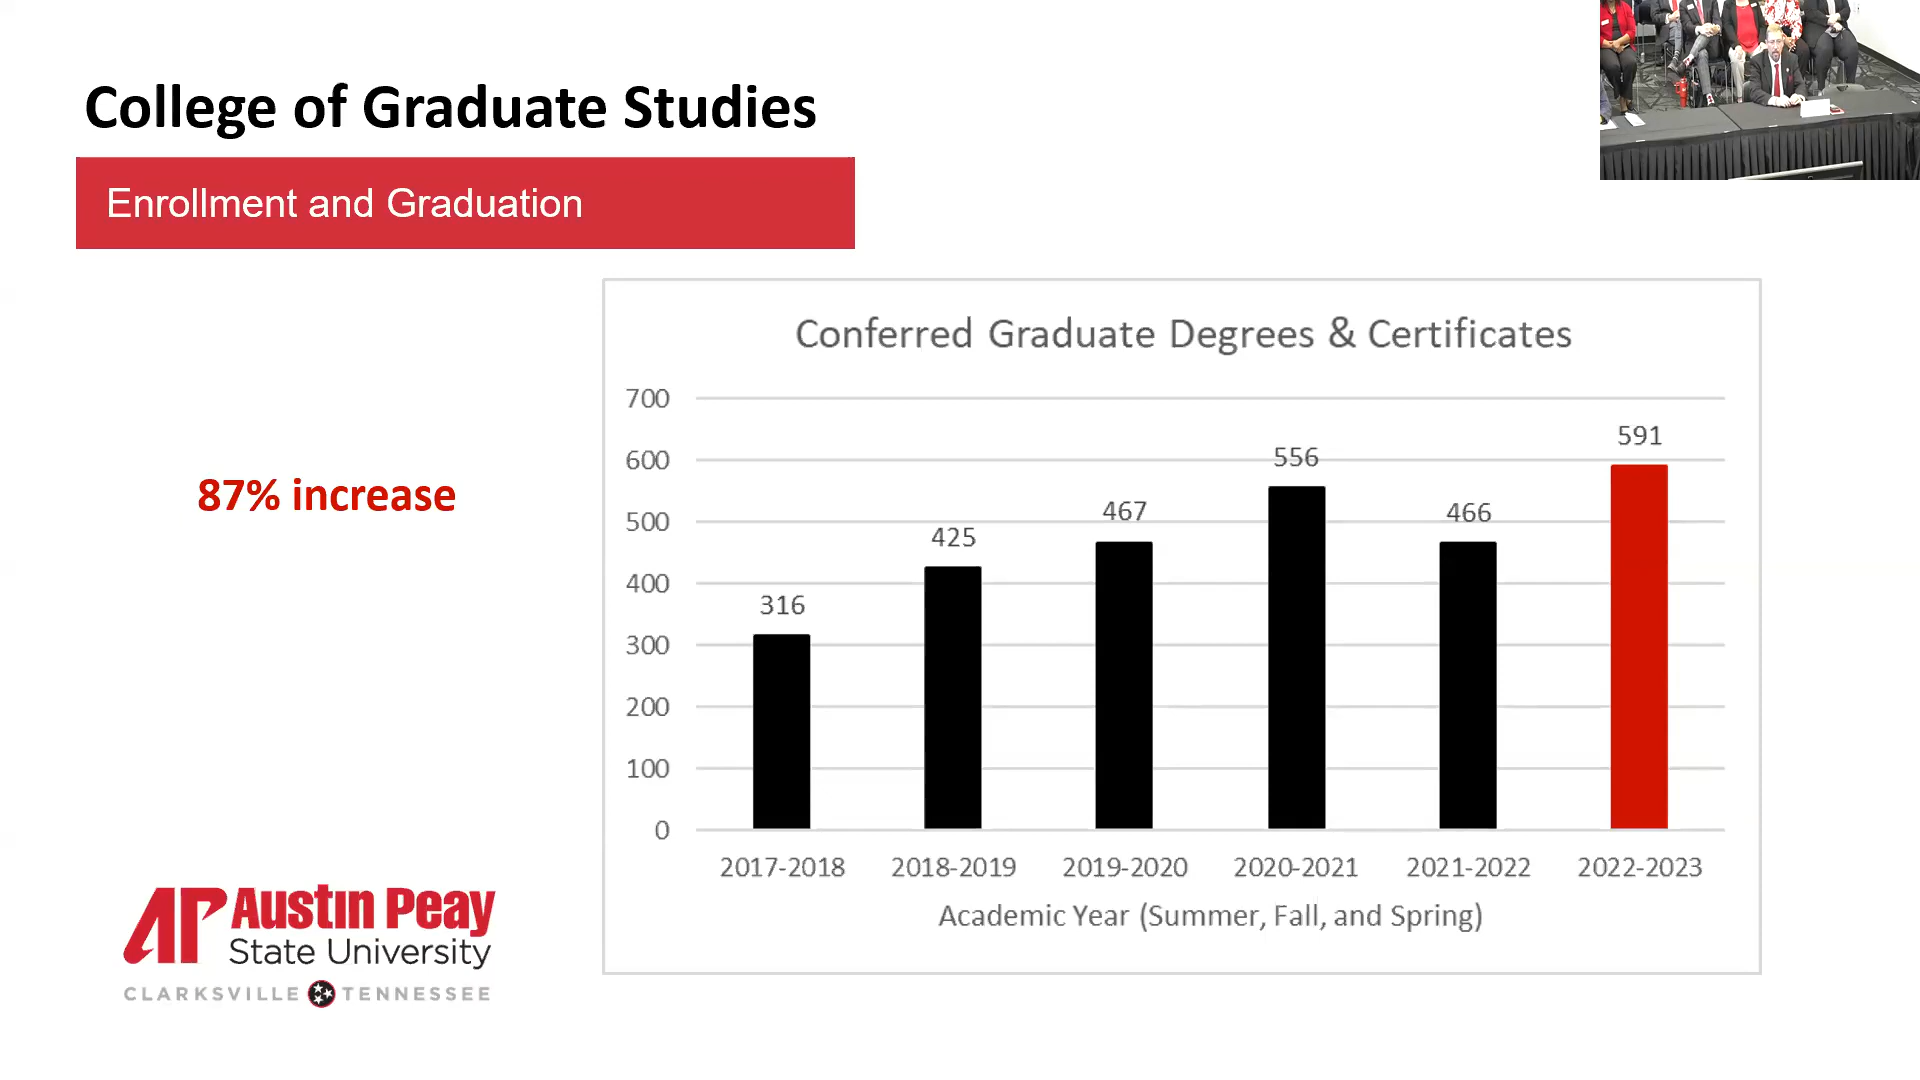 College of Graduate Studies
Enrollment and Graduation
87% increase
Conferred Graduate Degrees & Certificates
700
600
500
400
300
200
100
0
316
425
467
556
466
591
2017-2018
2018-2019
2019-2020
2020-2021
2021-2022
2022-2023
Academic Year (Summer, Fall, and Spring)
AP Austin Peay
State University
CLARKSVILLE TENNESSEE